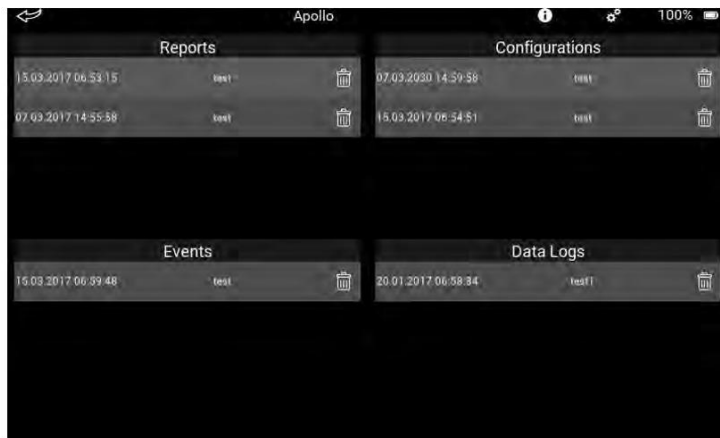 Apollo 100%
Reports
15.03.2017 06:53:15 test
07.03.2017 14:55:58 test
Configurations
07.03.2030 14:59:58 test
15.03.2017 06:54:51 test
Events
15.03.2017 06:59:48 test
Data Logs
20.01.2017 06:58:34 test1